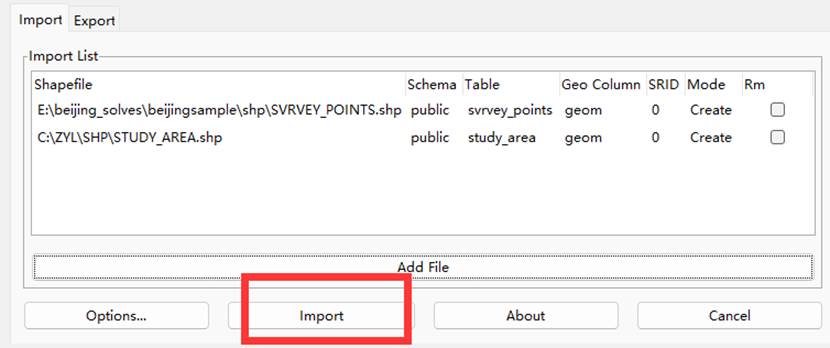 Import Export
Import List
Shapefile Schema Table Geo Column SRID Mode Rm
E:\beijing_solves\beijingsample\shp\SVRVEY_POINTS.shp public svrvey_points geom 0 Create
C:\ZYL\SHP\STUDY_AREA.shp public study_area geom 0 Create
Add File
Options... Import About Cancel